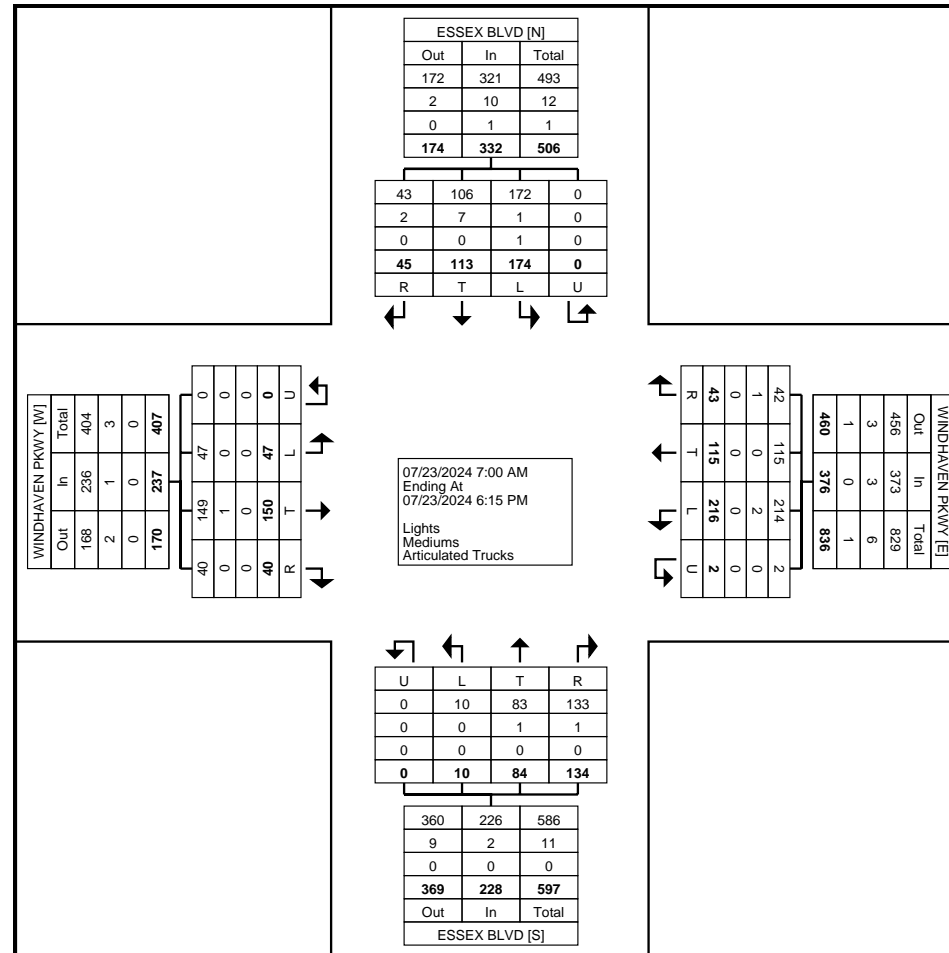 ESSEX BLVD [N]
Out In Total
172 321 493
2 10 12
0 1 1
174 332 506
43 106 172 0
2 7 1 0
0 0 1 0
45 113 174 0
R T L U
WINDHAVEN PKWY [W]
Total 404 3 0 407
In 236 1 0 237
Out 168 2 0 170
0 0 0 0 U
47 0 0 47 L
149 1 0 150 T
40 0 0 40 R
07/23/2024 7:00 AM
Ending At
07/23/2024 6:15 PM
Lights
Mediums
Articulated Trucks
R 43 0 1 42
T 115 0 0 115
L 216 0 2 214
U 2 0 0 2
WINDHAVEN PKWY [E]
Out 456 3 1 460
In 373 3 0 376
Total 829 6 1 836
U L T R
0 10 83 133
0 0 1 1
0 0 0 0
0 10 84 134
360 226 586
9 2 11
0 0 0
369 228 597
Out In Total
ESSEX BLVD [S]